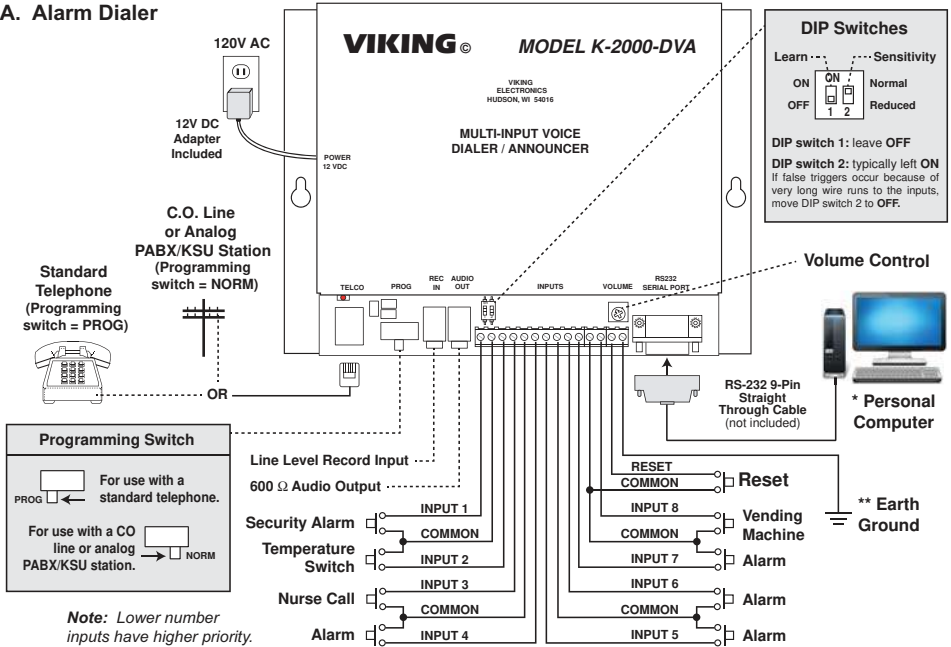 A. Alarm Dialer
120V AC
12V DC
Adapter
Included
VIKING©
MODEL K-2000-DVA
VIKING
ELECTRONICS
HUDSON, WI 54016
MULTI-INPUT VOICE
DIALER / ANNOUNCER
POWER
12 VDC
TELCO
PROG
REC
IN
AUDIO
OUT
INPUTS
VOLUME
RS232
SERIAL PORT
DIP Switches
Learn
Sensitivity
ON
ON
Normal
OFF
Reduced
1 2
DIP switch 1: leave OFF
DIP switch 2: typically left ON
If false triggers occur because of
very long wire runs to the inputs,
move DIP switch 2 to OFF.
C.O. Line
or Analog
PABX/KSU Station
(Programming
switch = NORM)
Standard
Telephone
(Programming
switch = PROG)
OR
Volume Control
RS-232 9-Pin
Straight
Through Cable
(not included)
* Personal
Computer
** Earth
Ground
Programming Switch
PROG
For use with a
standard telephone.
For use with a CO
line or analog
PABX/KSU station.
NORM
Note: Lower number
inputs have higher priority.
Line Level Record Input
600 Ω Audio Output
Security Alarm
INPUT 1
COMMON
Temperature
Switch
INPUT 2
Nurse Call
INPUT 3
COMMON
Alarm
INPUT 4
RESET
COMMON
Reset
INPUT 8
Vending
Machine
COMMON
INPUT 7
Alarm
INPUT 6
Alarm
COMMON
INPUT 5
Alarm